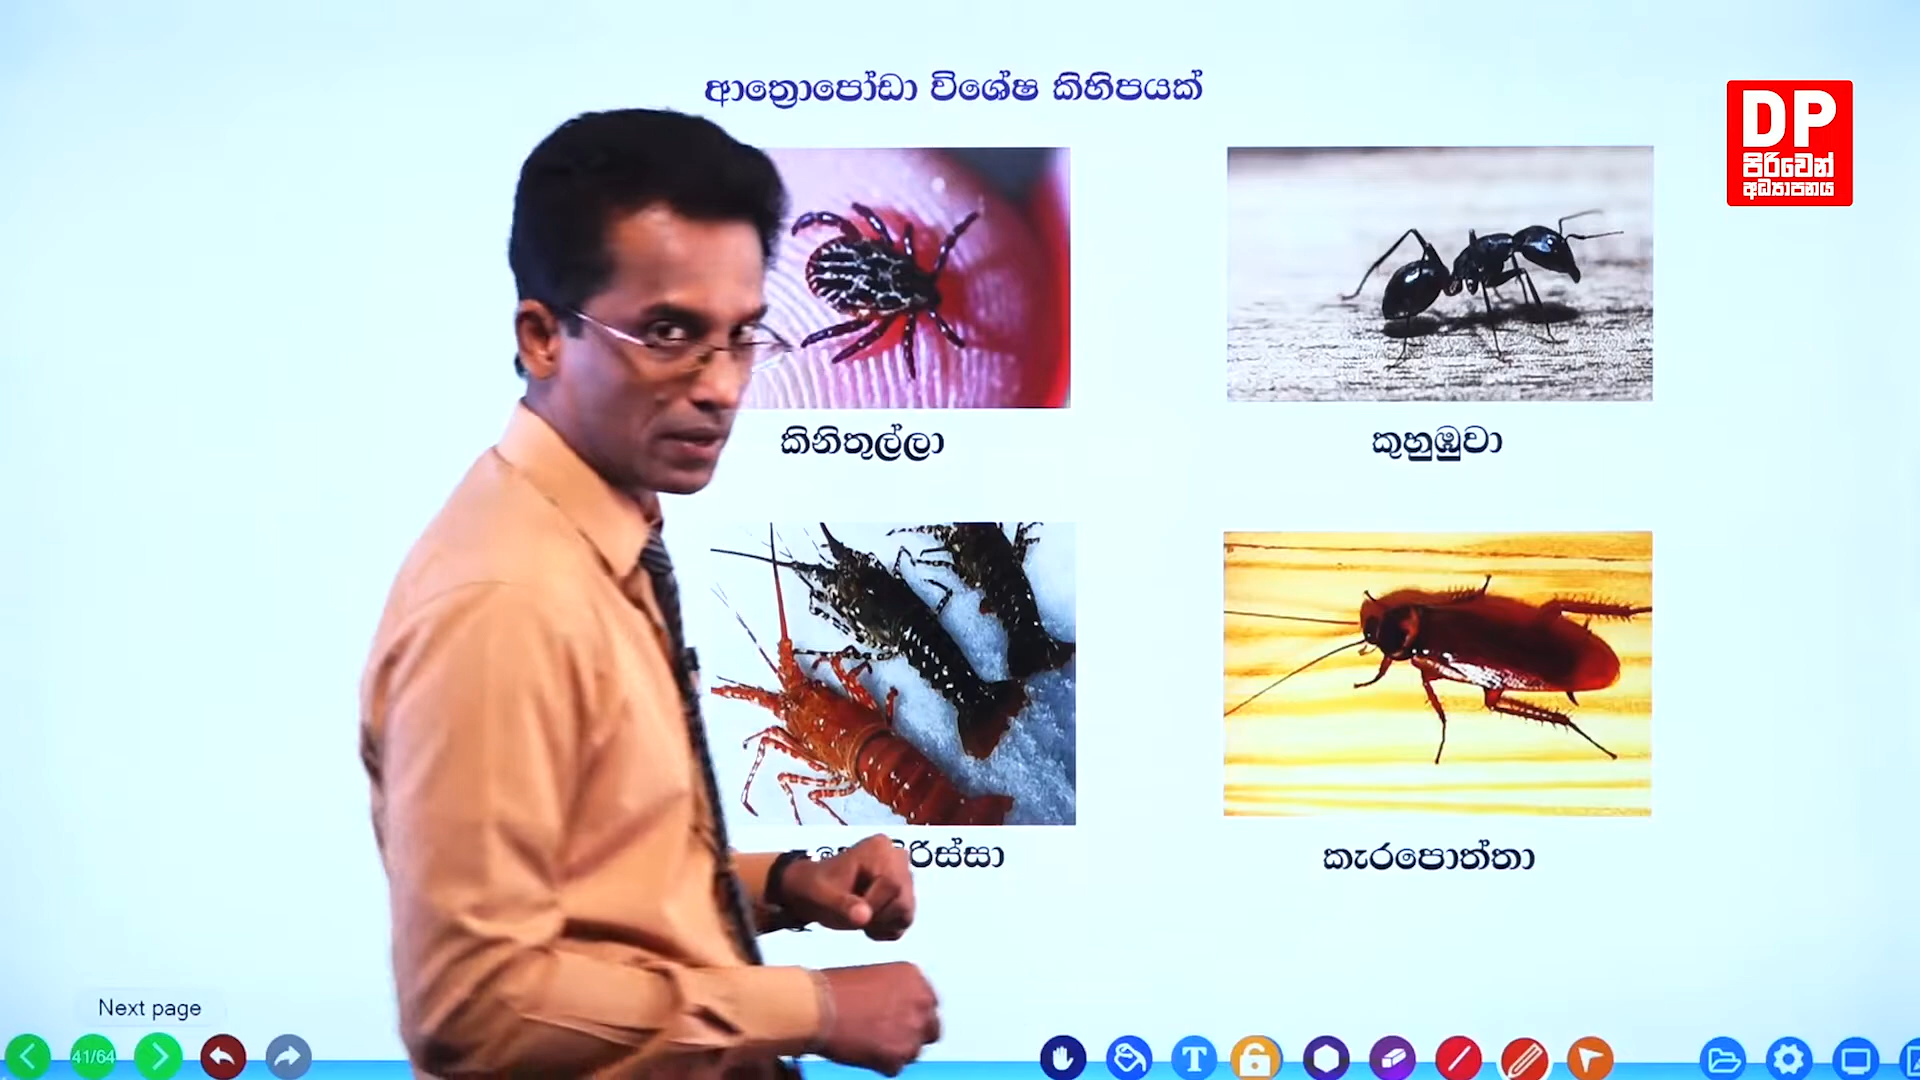 ආත්‍රොපෝඩා විශේෂ කිහිපයක්
DP
පිරිවෙන්
අධ්‍යාපනය
කිනිතුල්ලා
කුහුඹුවා
කැරපොත්තා
Next page
41/64
T